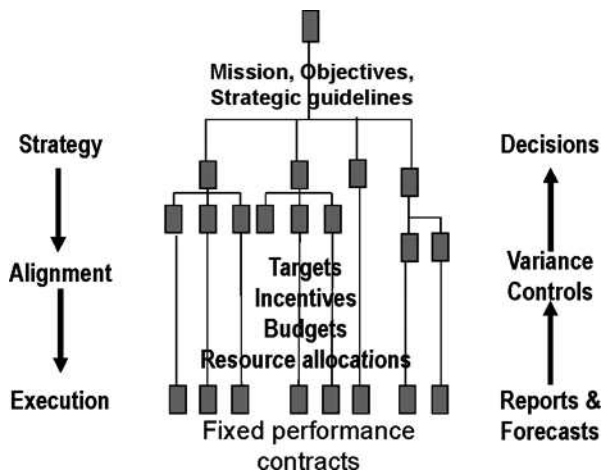 Mission, Objectives,
Strategic guidelines
Strategy
Decisions
Alignment
Targets
Incentives
Budgets
Resource allocations
Variance
Controls
Execution
Reports &
Forecasts
Fixed performance
contracts